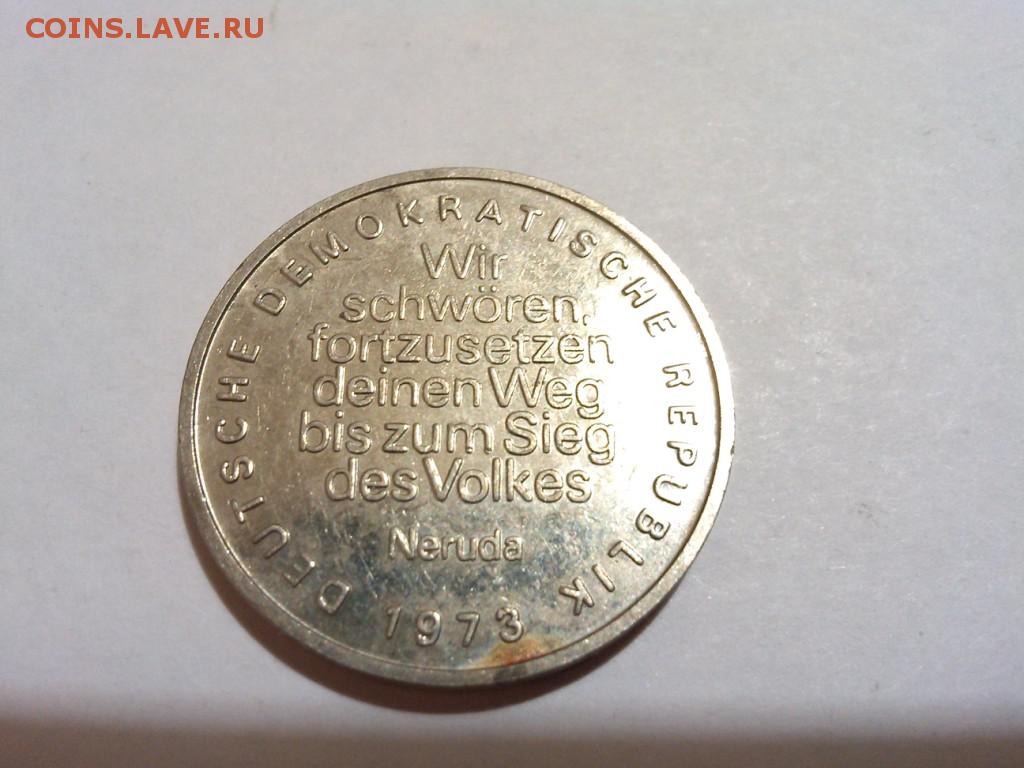 COINS.LAVE.RU
DEUTSCHE DEMOKRATISCHE REPUBLIK
Wir
schwören,
fortzusetzen
deinen Weg
bis zum Sieg
des Volkes
Neruda
1973